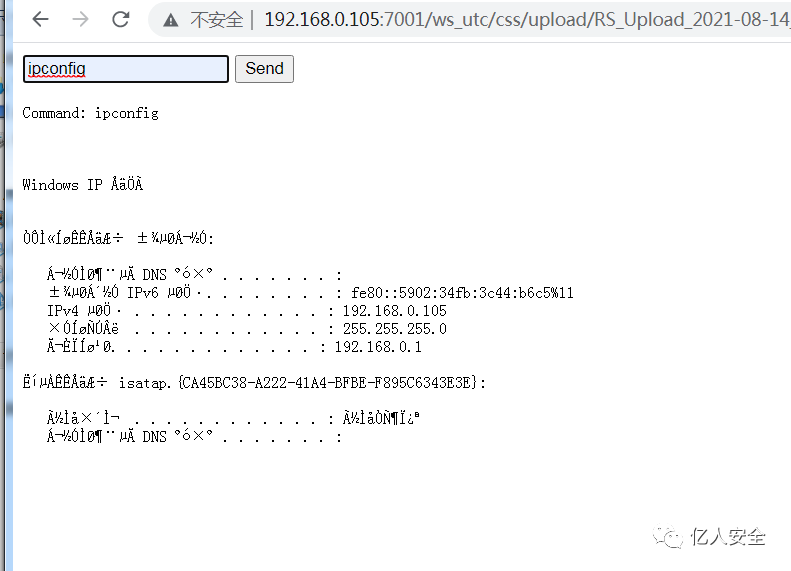 不安全 | 192.168.0.105:7001/ws_utc/css/upload/RS_Upload_2021-08-14_
ipconfig Send
Command: ipconfig
Windows IP ÅäÖÃ
ÒÔÌ«ÍøÊÊÅäÆ÷ ±¾µØÁ¬½Ó:
Á¬½ÓÌØ¶¨µÄ DNS ºó×º . . . . . . . :
±¾µØÁ´½Ó IPv6 µØÖ·. . . . . . . . : fe80::5902:34fb:3c44:b6c5%11
IPv4 µØÖ· . . . . . . . . . . . . : 192.168.0.105
×ÓÍøÑÚÂë . . . . . . . . . . . . : 255.255.255.0
Ä¬ÈÏÍø¹Ø. . . . . . . . . . . . . : 192.168.0.1
ËíµÀÊÊÅäÆ÷ isatap.{CA45BC38-A222-41A4-BFBE-F895C6343E3E}:
Ã½Ìå×´Ì¬ . . . . . . . . . . . . : Ã½ÌåÒÑ¶Ï¿ª
Á¬½ÓÌØ¶¨µÄ DNS ºó×º . . . . . . . :
亿人安全